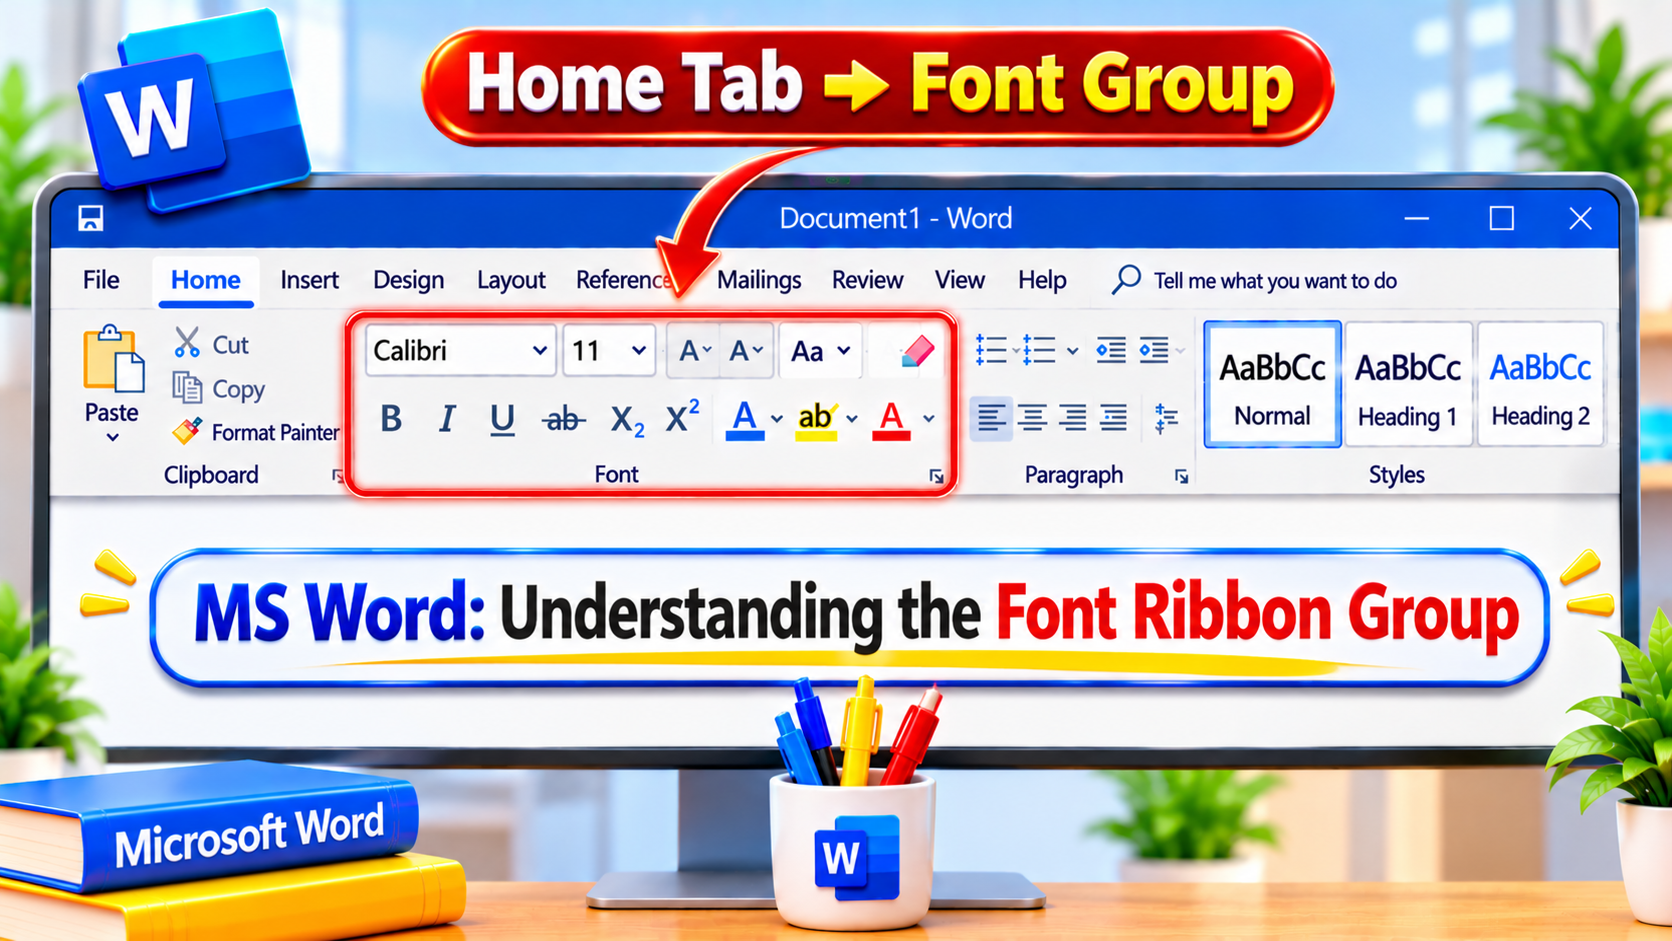 W
Home Tab → Font Group
Document1 - Word
File Home Insert Design Layout Reference Mailings Review View Help Tell me what you want to do
Calibri 11 A A Aa
Paste
Cut
Copy
Format Painter
B I U ab X₂ X² A ab A
AaBbCc AaBbCc AaBbCc
Normal Heading 1 Heading 2
Clipboard Font Paragraph Styles
MS Word: Understanding the Font Ribbon Group
Microsoft Word
W